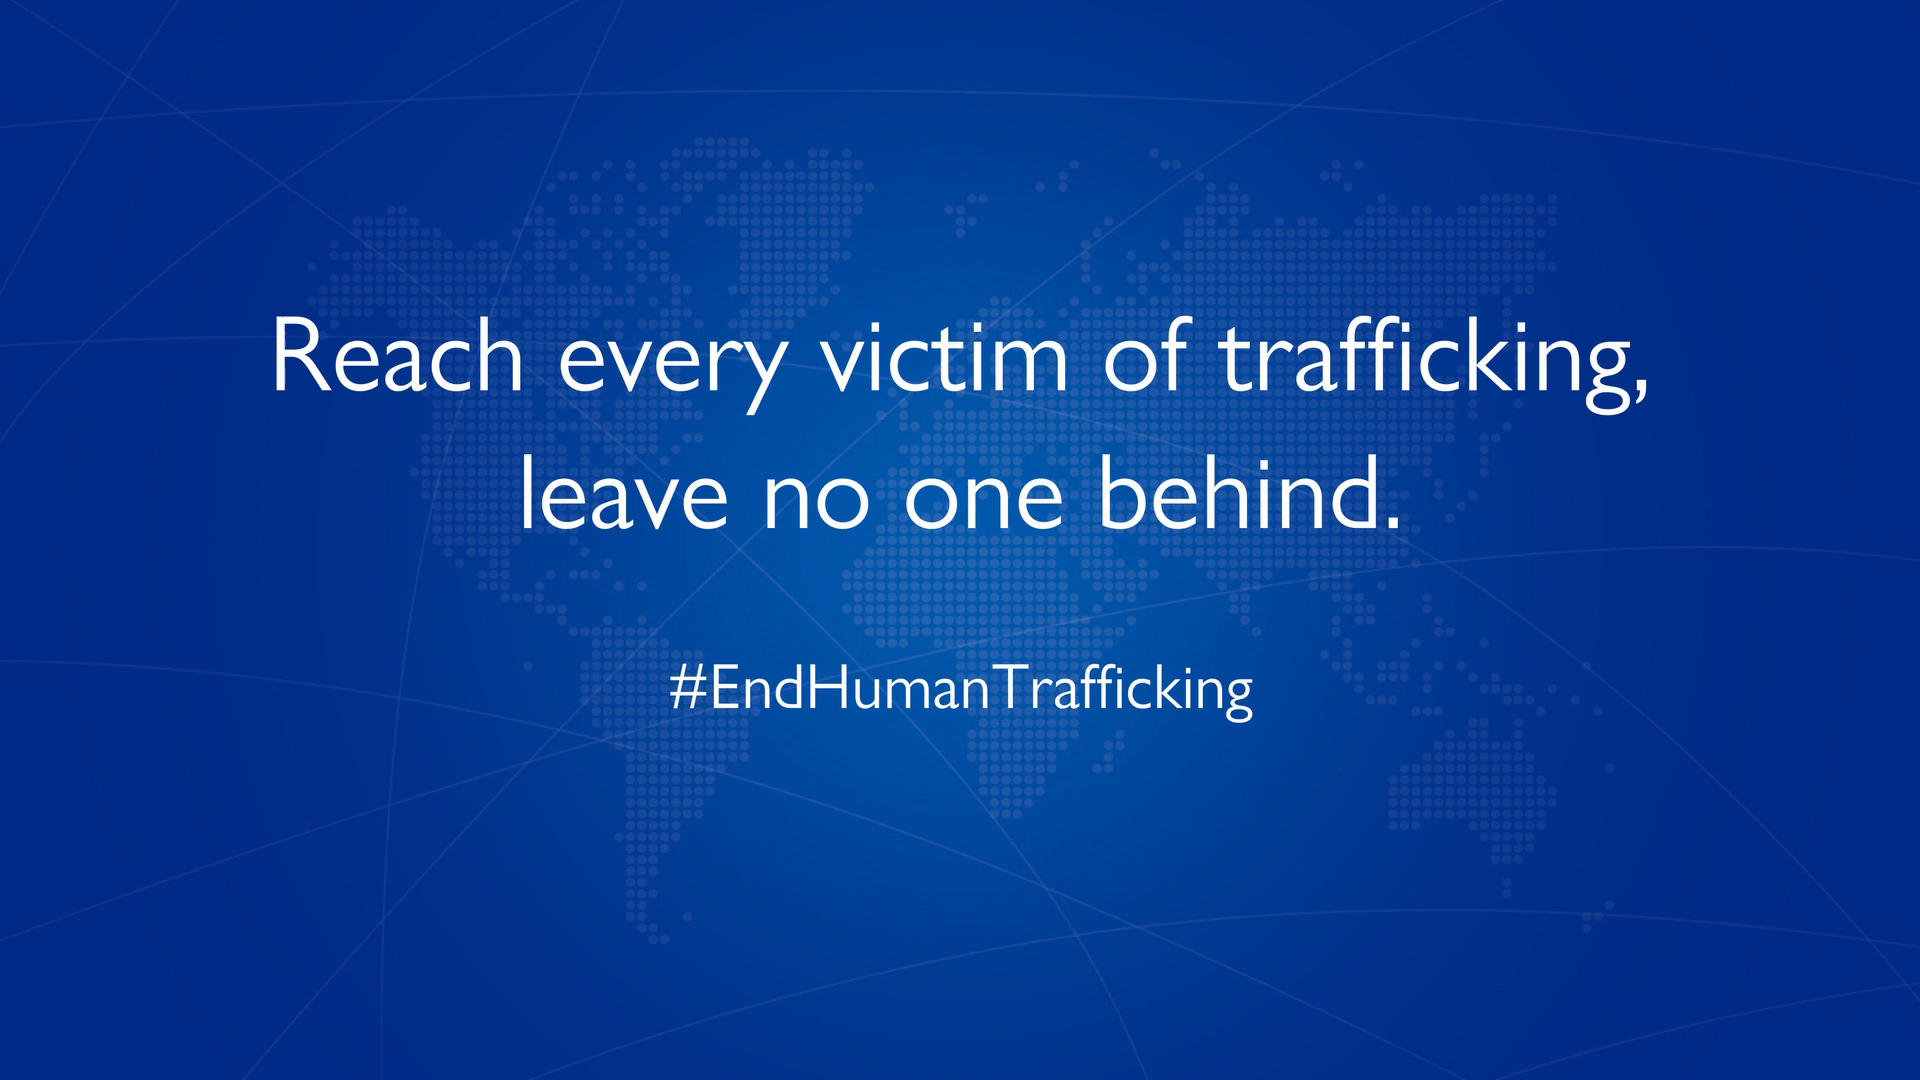 Reach every victim of trafficking,
leave no one behind.
#EndHumanTrafficking